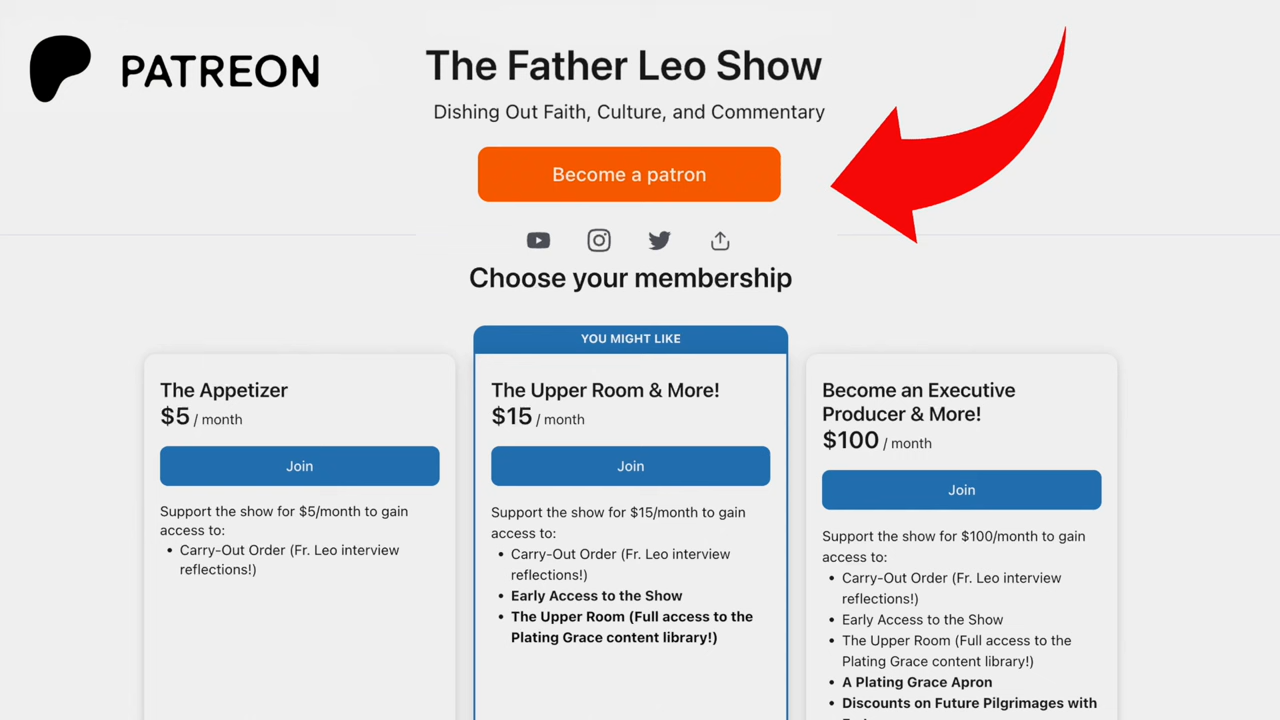 PATREON
The Father Leo Show
Dishing Out Faith, Culture, and Commentary
Become a patron
Choose your membership
YOU MIGHT LIKE
The Appetizer
$5 / month
Join
Support the show for $5/month to gain
access to:
• Carry-Out Order (Fr. Leo interview
reflections!)
The Upper Room & More!
$15 / month
Join
Support the show for $15/month to gain
access to:
• Carry-Out Order (Fr. Leo interview
reflections!)
• Early Access to the Show
• The Upper Room (Full access to the
Plating Grace content library!)
Become an Executive
Producer & More!
$100 / month
Join
Support the show for $100/month to gain
access to:
• Carry-Out Order (Fr. Leo interview
reflections!)
• Early Access to the Show
• The Upper Room (Full access to the
Plating Grace content library!)
• A Plating Grace Apron
• Discounts on Future Pilgrimages with